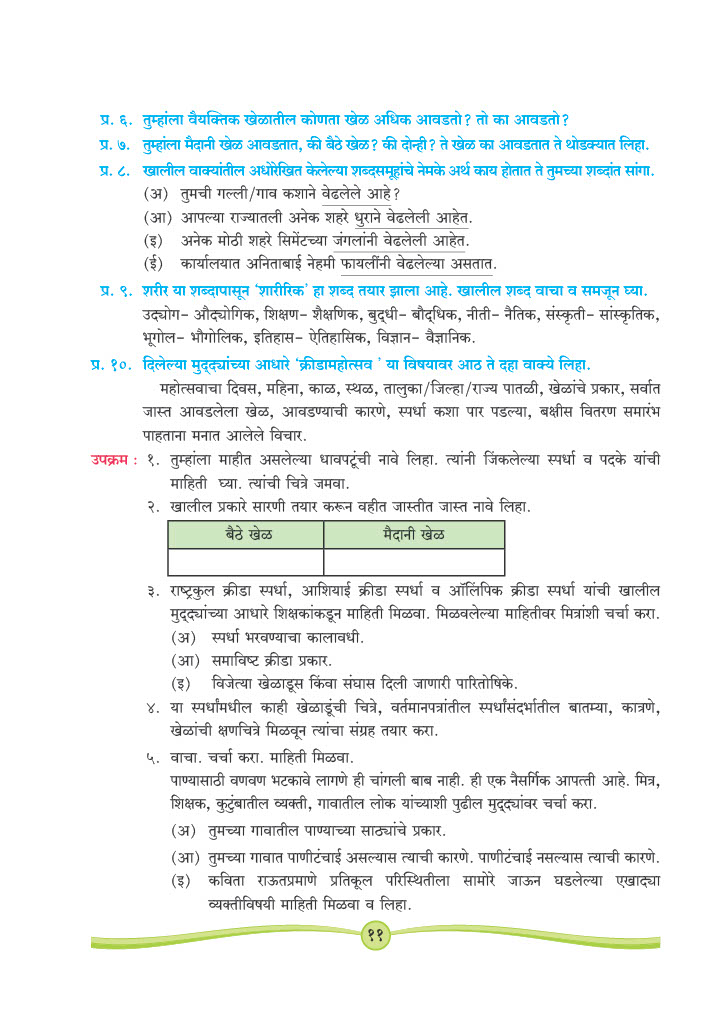 प्र. ६. तुम्हांला वैयक्तिक खेळातील कोणता खेळ अधिक आवडतो? तो का आवडतो?
प्र. ७. तुम्हांला मैदानी खेळ आवडतात, की बैठे खेळ? की दोन्ही? ते खेळ का आवडतात ते थोडक्यात लिहा.
प्र. ८. खालील वाक्यांतील अधोरेखित केलेल्या शब्दसमूहांचे नेमके अर्थ काय होतात ते तुमच्या शब्दांत सांगा.
(अ) तुमची गल्ली/गाव कशाने वेढलेले आहे?
(आ) आपल्या राज्यातली अनेक शहरे धुराने वेढलेली आहेत.
(इ) अनेक मोठी शहरे सिमेंटच्या जंगलांनी वेढलेली आहेत.
(ई) कार्यालयात अनिताबाई नेहमी फायलींनी वेढलेल्या असतात.
प्र. ९. शरीर या शब्दापासून ‘शारीरिक’ हा शब्द तयार झाला आहे. खालील शब्द वाचा व समजून घ्या.
उद्योग- औद्योगिक, शिक्षण- शैक्षणिक, बुद्धी- बौद्धिक, नीती- नैतिक, संस्कृती- सांस्कृतिक,
भूगोल- भौगोलिक, इतिहास- ऐतिहासिक, विज्ञान- वैज्ञानिक.
प्र. १०. दिलेल्या मुद्द्यांच्या आधारे ‘क्रीडामहोत्सव ’ या विषयावर आठ ते दहा वाक्ये लिहा.
महोत्सवाचा दिवस, महिना, काळ, स्थळ, तालुका/जिल्हा/राज्य पातळी, खेळांचे प्रकार, सर्वात
जास्त आवडलेला खेळ, आवडण्याची कारणे, स्पर्धा कशा पार पडल्या, बक्षीस वितरण समारंभ
पाहताना मनात आलेले विचार.
उपक्रम : १. तुम्हांला माहीत असलेल्या धावपटूंची नावे लिहा. त्यांनी जिंकलेल्या स्पर्धा व पदके यांची
माहिती घ्या. त्यांची चित्रे जमवा.
२. खालील प्रकारे सारणी तयार करून वहीत जास्तीत जास्त नावे लिहा.
बैठे खेळ मैदानी खेळ
३. राष्ट्रकुल क्रीडा स्पर्धा, आशियाई क्रीडा स्पर्धा व ऑलिंपिक क्रीडा स्पर्धा यांची खालील
मुद्द्यांच्या आधारे शिक्षकांकडून माहिती मिळवा. मिळवलेल्या माहितीवर मित्रांशी चर्चा करा.
(अ) स्पर्धा भरवण्याचा कालावधी.
(आ) समाविष्ट क्रीडा प्रकार.
(इ) विजेत्या खेळाडूस किंवा संघास दिली जाणारी पारितोषिके.
४. या स्पर्धांमधील काही खेळाडूंची चित्रे, वर्तमानपत्रांतील स्पर्धांसंदर्भातील बातम्या, कात्रणे,
खेळांची क्षणचित्रे मिळवून त्यांचा संग्रह तयार करा.
५. वाचा. चर्चा करा. माहिती मिळवा.
पाण्यासाठी वणवण भटकावे लागणे ही चांगली बाब नाही. ही एक नैसर्गिक आपत्ती आहे. मित्र,
शिक्षक, कुटुंबातील व्यक्ती, गावातील लोक यांच्याशी पुढील मुद्द्यांवर चर्चा करा.
(अ) तुमच्या गावातील पाण्याच्या साठ्यांचे प्रकार.
(आ) तुमच्या गावात पाणीटंचाई असल्यास त्याची कारणे. पाणीटंचाई नसल्यास त्याची कारणे.
(इ) कविता राऊतप्रमाणे प्रतिकूल परिस्थितीला सामोरे जाऊन घडलेल्या एखाद्या
व्यक्तीविषयी माहिती मिळवा व लिहा.
११